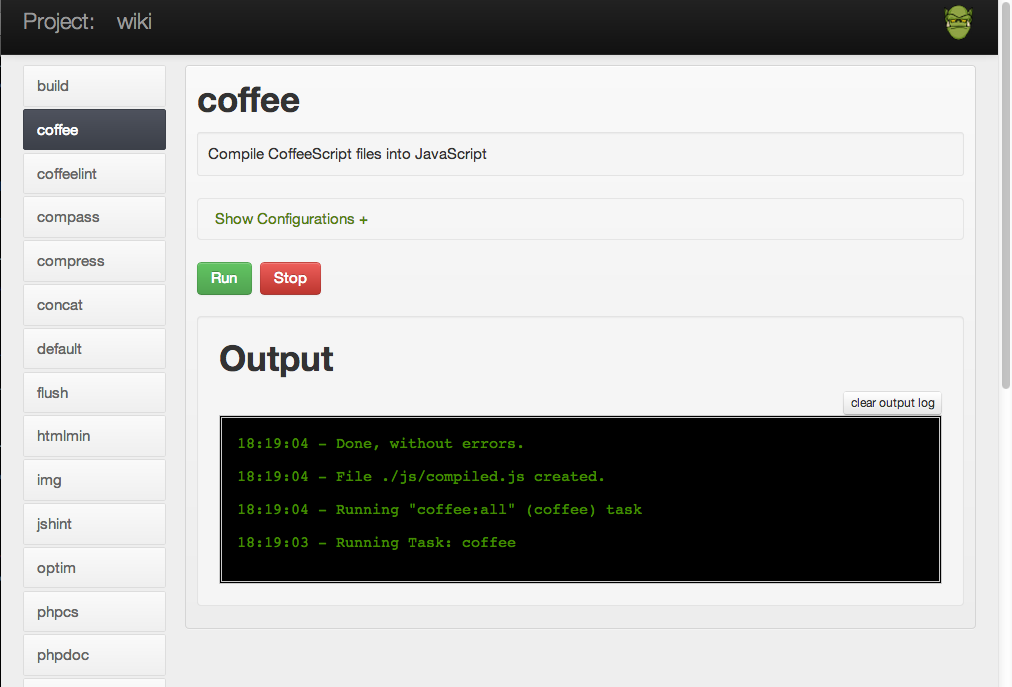 Project: wiki
build
coffee
coffeelint
compass
compress
concat
default
flush
htmlmin
img
jshint
optim
phpcs
phpdoc
coffee
Compile CoffeeScript files into JavaScript
Show Configurations +
Run Stop
Output
clear output log
18:19:04 - Done, without errors.
18:19:04 - File ./js/compiled.js created.
18:19:04 - Running "coffee:all" (coffee) task
18:19:03 - Running Task: coffee